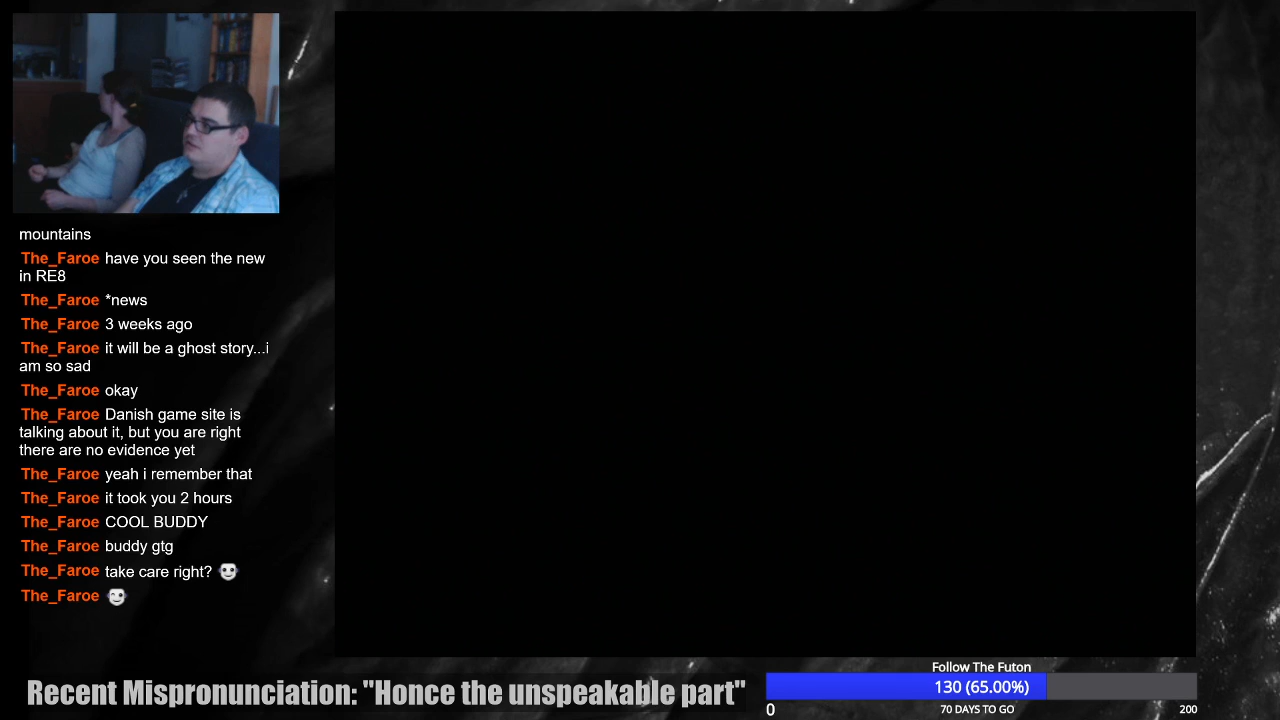 mountains
The_Faroe have you seen the new
in RE8
The_Faroe *news
The_Faroe 3 weeks ago
The_Faroe it will be a ghost story...i
am so sad
The_Faroe okay
The_Faroe Danish game site is
talking about it, but you are right
there are no evidence yet
The_Faroe yeah i remember that
The_Faroe it took you 2 hours
The_Faroe COOL BUDDY
The_Faroe buddy gtg
The_Faroe take care right?
The_Faroe
Recent Mispronunciation: "Honce the unspeakable part"
Follow The Futon
130 (65.00%)
0 70 DAYS TO GO 200